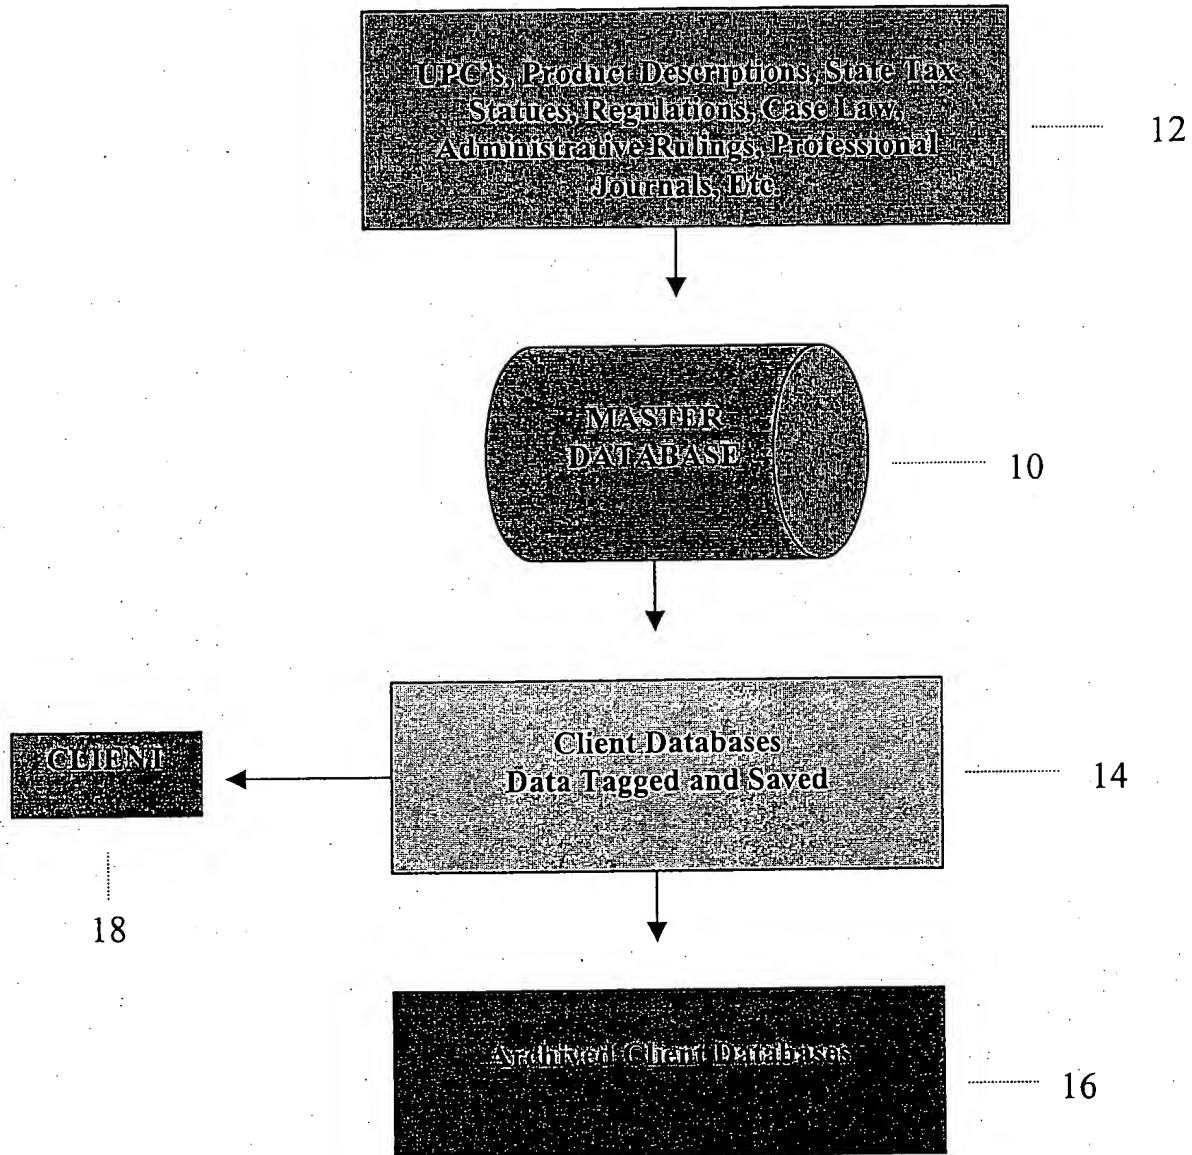 UPC's, Product Descriptions, State Tax
Statues, Regulations, Case Law,
Administrative Rulings, Professional
Journals, Etc.
12
MASTER
DATABASE
10
Client Databases
Data Tagged and Saved
14
CLIENT
18
Archived Client Databases
16